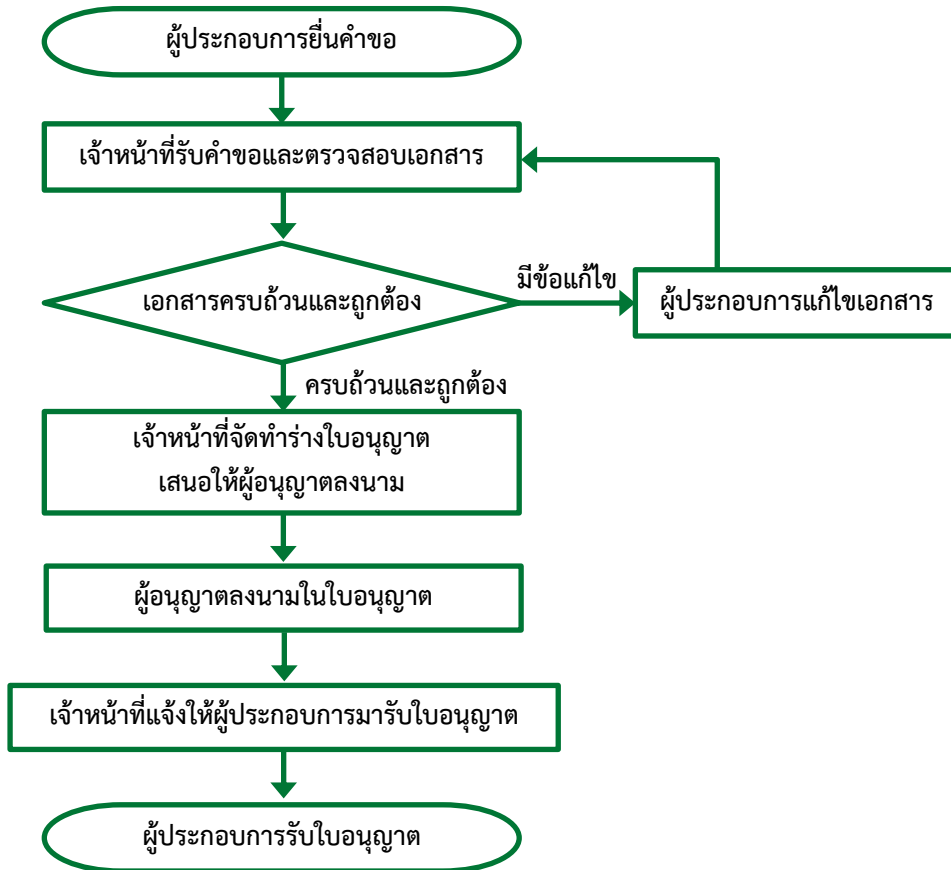 ผู้ประกอบการยื่นคำขอ
เจ้าหน้าที่รับคำขอและตรวจสอบเอกสาร
เอกสารครบถ้วนและถูกต้อง
มีข้อแก้ไข
ผู้ประกอบการแก้ไขเอกสาร
ครบถ้วนและถูกต้อง
เจ้าหน้าที่จัดทำร่างใบอนุญาต
เสนอให้ผู้อนุญาตลงนาม
ผู้อนุญาตลงนามในใบอนุญาต
เจ้าหน้าที่แจ้งให้ผู้ประกอบการมารับใบอนุญาต
ผู้ประกอบการรับใบอนุญาต